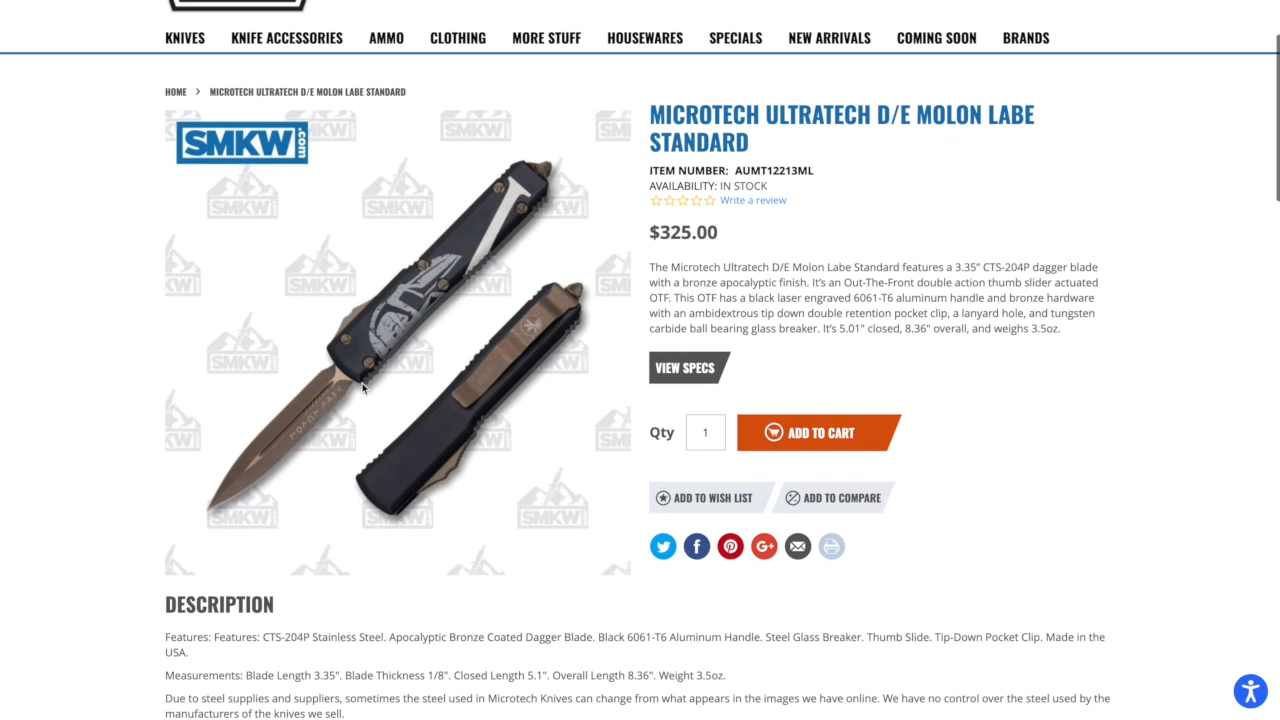 KNIVES KNIFE ACCESSORIES AMMO CLOTHING MORE STUFF HOUSEWARES SPECIALS NEW ARRIVALS COMING SOON BRANDS
HOME > MICROTECH ULTRATECH D/E MOLON LABE STANDARD
SMKW.com
MICROTECH ULTRATECH D/E MOLON LABE
STANDARD
ITEM NUMBER: AUMT12213ML
AVAILABILITY: IN STOCK
Write a review
$325.00
The Microtech Ultratech D/E Molon Labe Standard features a 3.35" CTS-204P dagger blade
with a bronze apocalyptic finish. It's an Out-The-Front double action thumb slider actuated
OTF. This OTF has a black laser engraved 6061-T6 aluminum handle and bronze hardware
with an ambidextrous tip down double retention pocket clip, a lanyard hole, and tungsten
carbide ball bearing glass breaker. It's 5.01" closed, 8.36" overall, and weighs 3.5oz.
VIEW SPECS
Qty 1 ADD TO CART
ADD TO WISH LIST ADD TO COMPARE
DESCRIPTION
Features: Features: CTS-204P Stainless Steel. Apocalyptic Bronze Coated Dagger Blade. Black 6061-T6 Aluminum Handle. Steel Glass Breaker. Thumb Slide. Tip-Down Pocket Clip. Made in the
USA.
Measurements: Blade Length 3.35". Blade Thickness 1/8". Closed Length 5.1". Overall Length 8.36". Weight 3.5oz.
Due to steel supplies and suppliers, sometimes the steel used in Microtech Knives can change from what appears in the images we have online. We have no control over the steel used by the
manufacturers of the knives we sell.